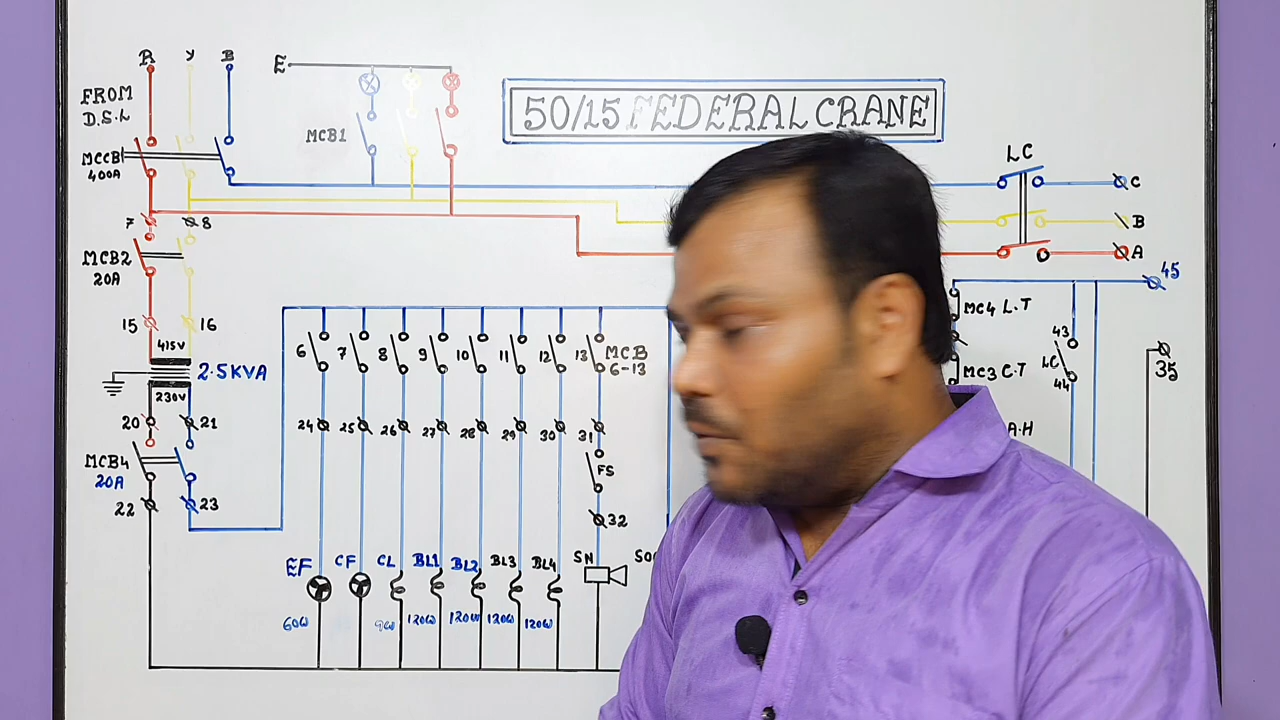 R Y B
E
FROM
D.S.L
MCCB
400A
MCB1
50/15 FEDERAL CRANE
LC
C
B
A
7 8
MCB2
20A
15 16
415V
2.5KVA
230V
20 21
MCB4
20A
22 23
6 7 8 9 10 11 12 13 MCB
6-13
24 25 26 27 28 29 30 31
FS
32
EF CF CL BL1 BL2 BL3 BL4 SN
60W 9W 120W 120W 120W 120W
45
MC4 L.T
43
LC
44
MC3 C.T
35
A.H